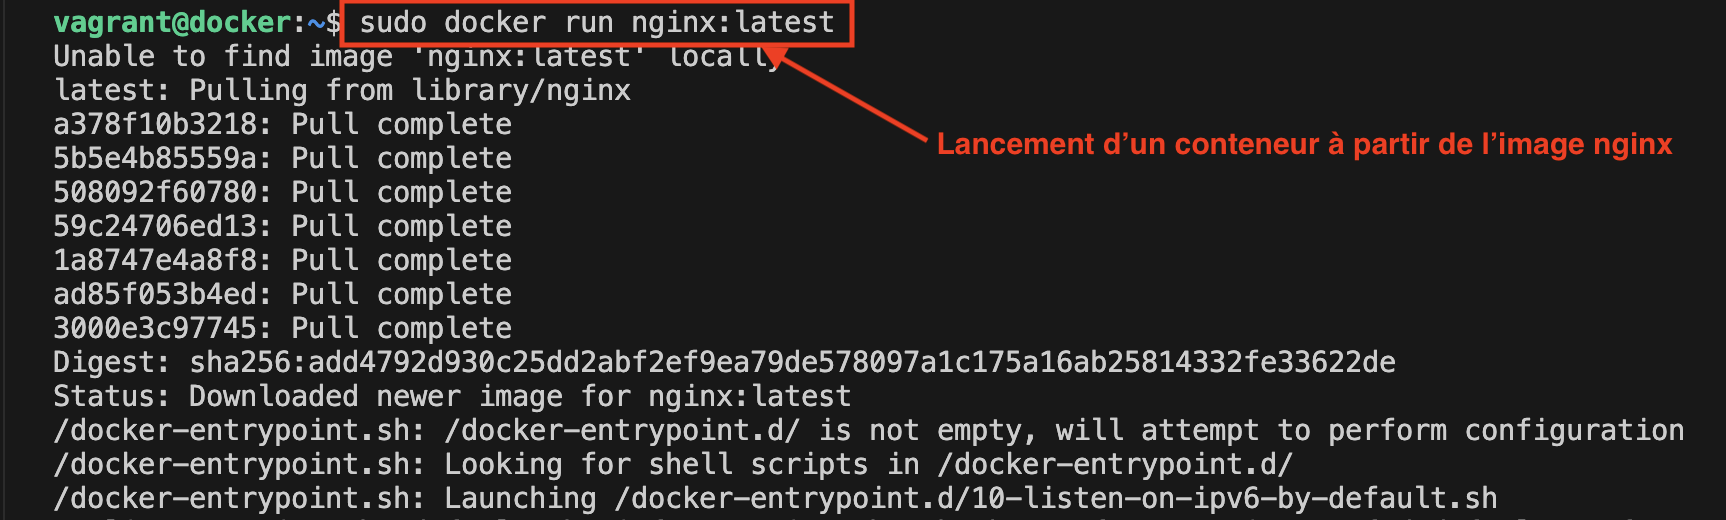 vagrant@docker:~$ sudo docker run nginx:latest
Unable to find image 'nginx:latest' locally
latest: Pulling from library/nginx
a378f10b3218: Pull complete
Lancement d’un conteneur à partir de l’image nginx
5b5e4b85559a: Pull complete
508092f60780: Pull complete
59c24706ed13: Pull complete
1a8747e4a8f8: Pull complete
ad85f053b4ed: Pull complete
3000e3c97745: Pull complete
Digest: sha256:add4792d930c25dd2abf2ef9ea79de578097a1c175a16ab25814332fe33622de
Status: Downloaded newer image for nginx:latest
/docker-entrypoint.sh: /docker-entrypoint.d/ is not empty, will attempt to perform configuration
/docker-entrypoint.sh: Looking for shell scripts in /docker-entrypoint.d/
/docker-entrypoint.sh: Launching /docker-entrypoint.d/10-listen-on-ipv6-by-default.sh